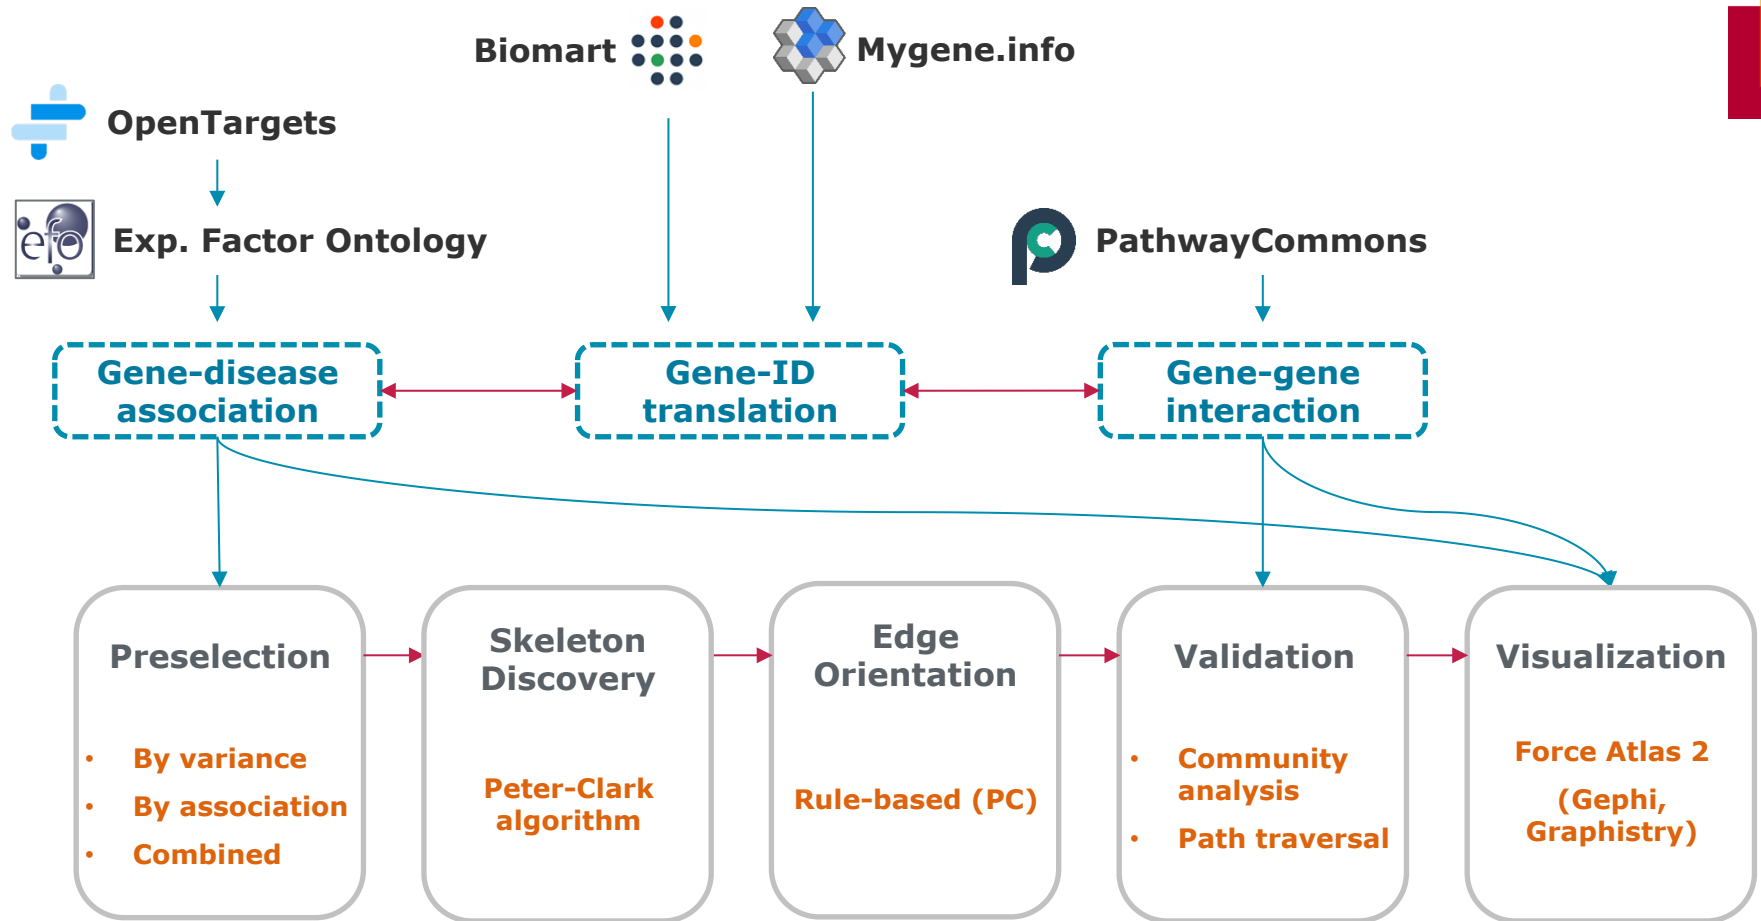 Biomart
Mygene.info
OpenTargets
efo
Exp. Factor Ontology
PathwayCommons
Gene-disease
association
Gene-ID
translation
Gene-gene
interaction
Preselection
• By variance
• By association
• Combined
Skeleton
Discovery
Peter-Clark
algorithm
Edge
Orientation
Rule-based (PC)
Validation
• Community
analysis
• Path traversal
Visualization
Force Atlas 2
(Gephi,
Graphistry)